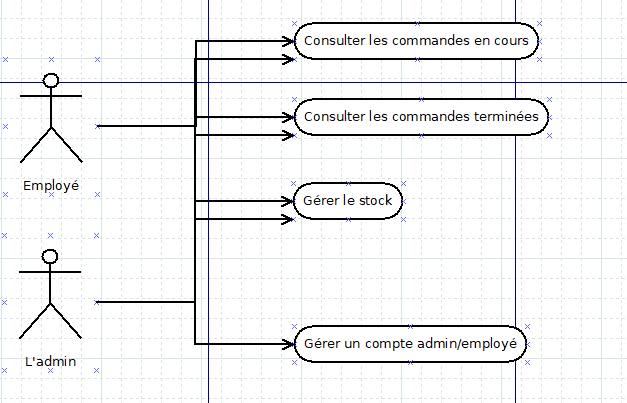 Consulter les commandes en cours
Consulter les commandes terminées
Employé
Gérer le stock
Gérer un compte admin/employé
L'admin